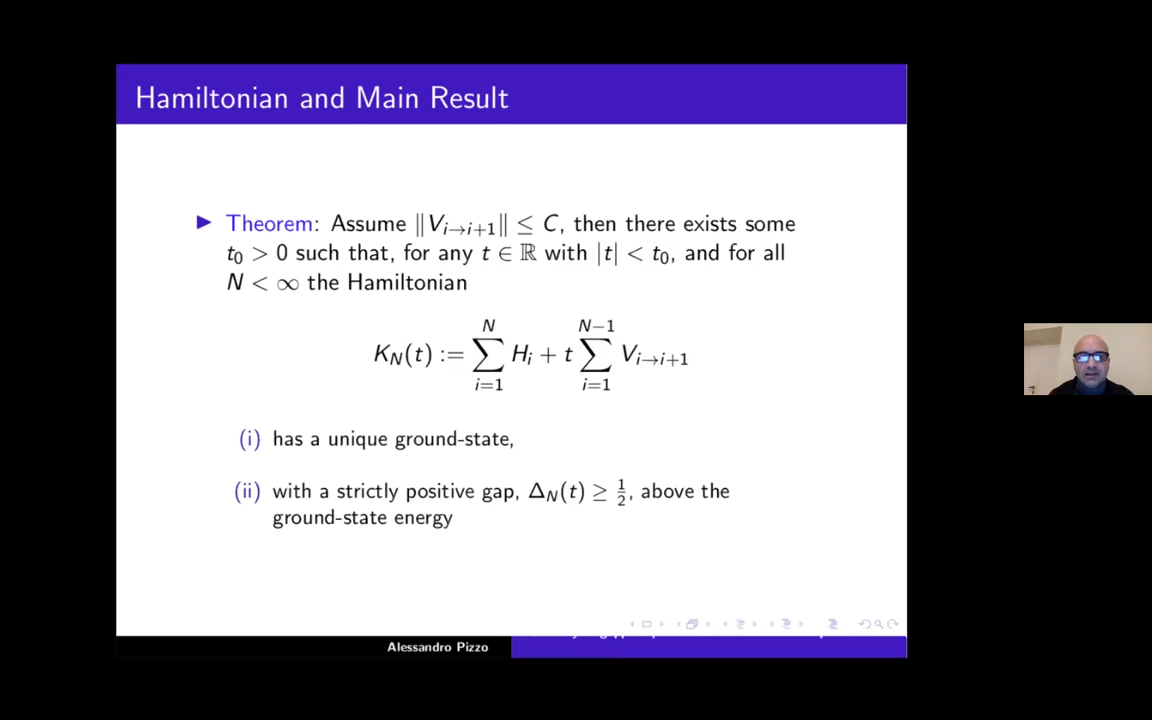 Hamiltonian and Main Result
Theorem: Assume ‖V_{i→i+1}‖ ≤ C, then there exists some
t₀ > 0 such that, for any t ∈ ℝ with |t| < t₀, and for all
N < ∞ the Hamiltonian
K_N(t) := ∑_{i=1}^{N} H_i + t ∑_{i=1}^{N−1} V_{i→i+1}
(i) has a unique ground-state,
(ii) with a strictly positive gap, Δ_N(t) ≥ 1/2, above the
ground-state energy
Alessandro Pizzo